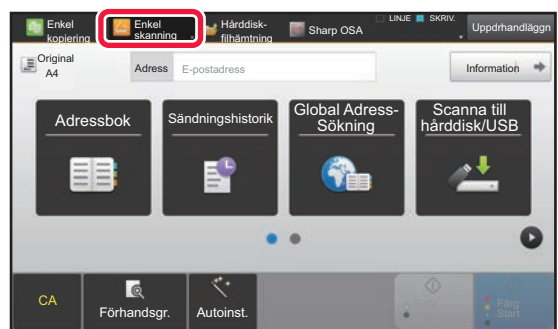 Enkel
kopiering
Enkel
skanning
Hårddisk-
filhämtning
Sharp OSA
LINJE
SKRIV.
Uppdrhandläggn
Original
A4
Adress
E-postadress
Information
Adressbok
Sändningshistorik
Global Adress-
Sökning
Scanna till
hårddisk/USB
CA
Förhandsgr.
Autoinst.
Färg
Start